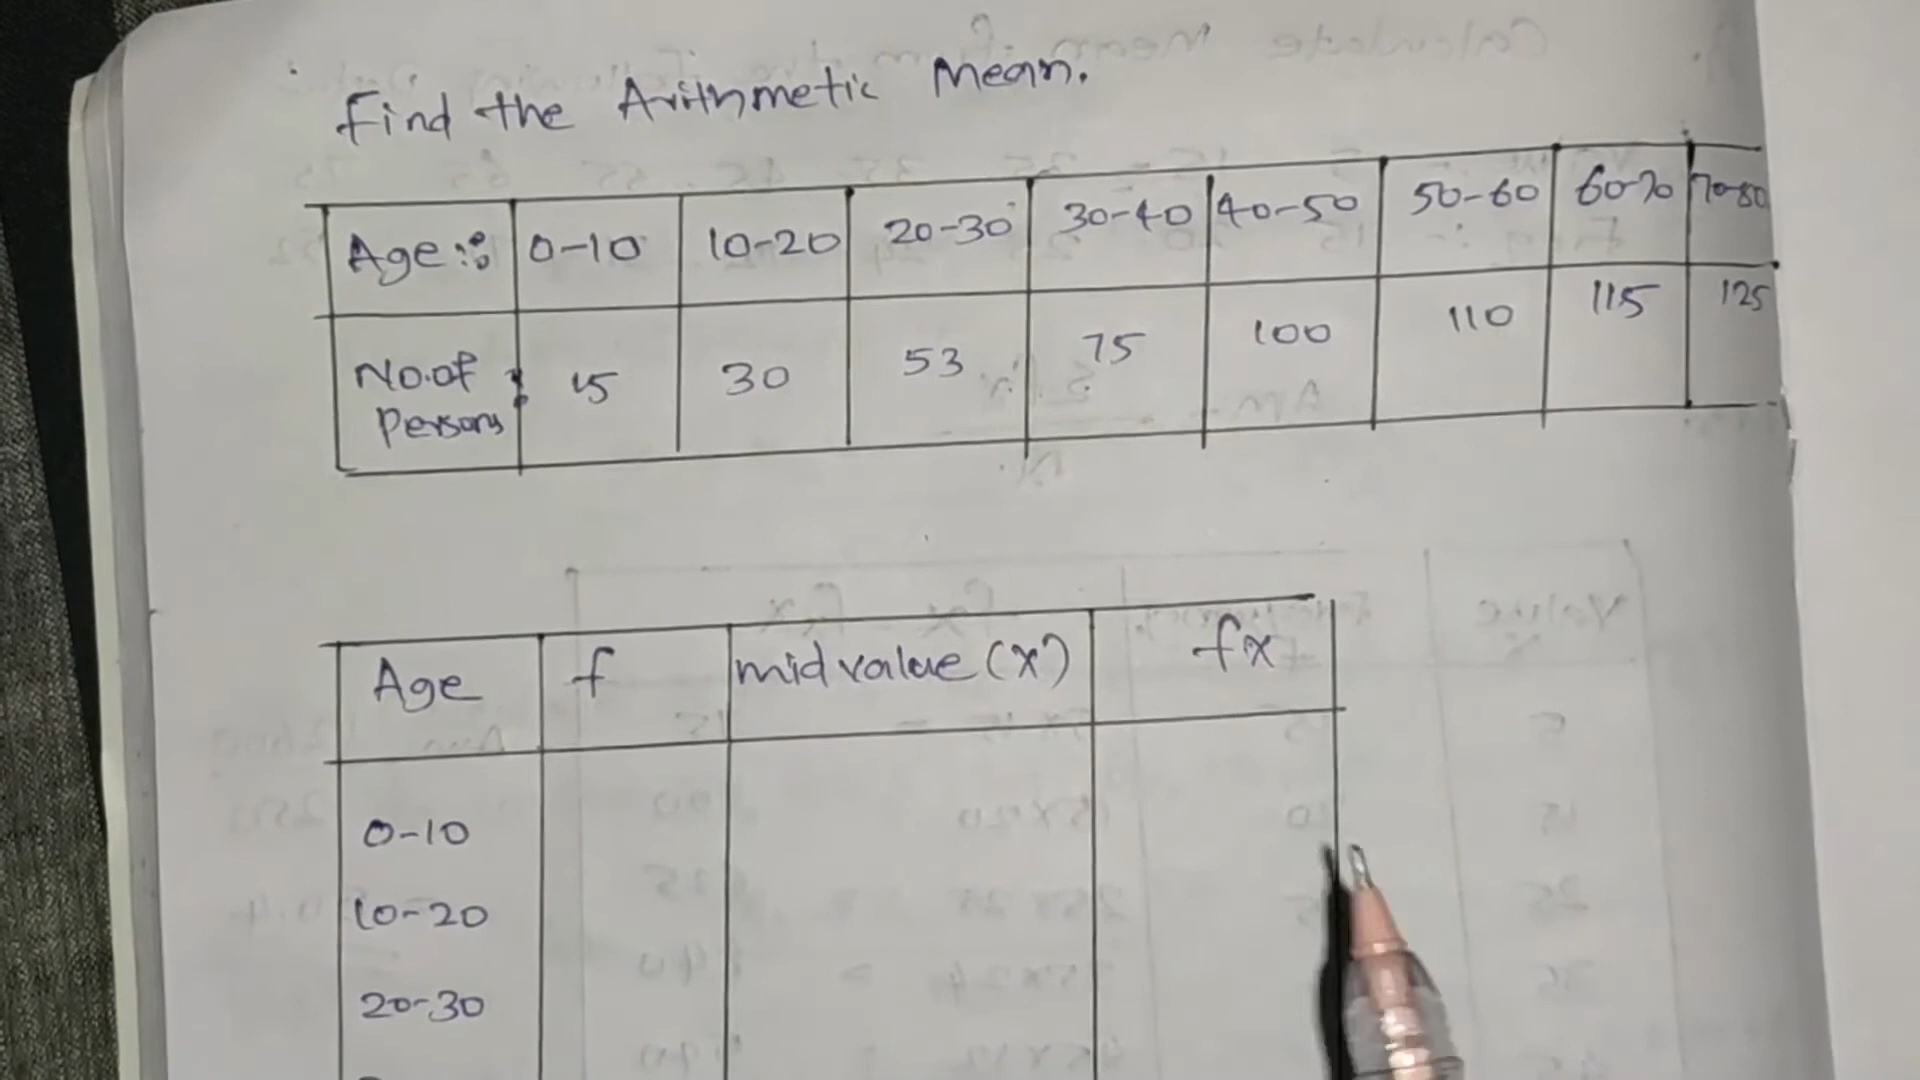 Find the Arithmetic Mean.
Age : 0-10 10-20 20-30 30-40 40-50 50-60 60-70 70-80
No.of Persons : 15 30 53 75 100 110 115 125
Age f mid value (x) fx
0-10
10-20
20-30